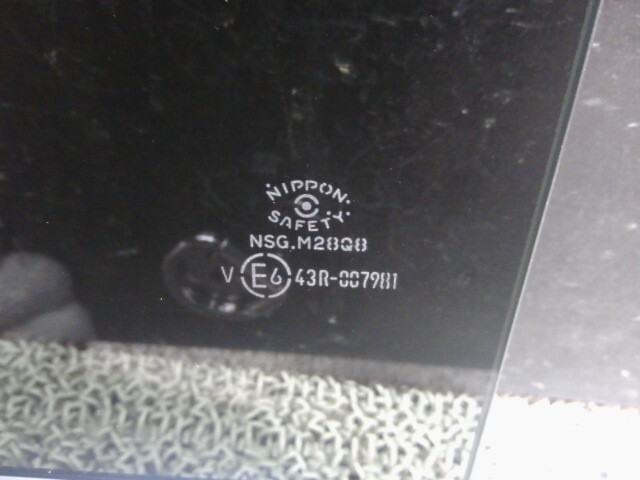 NIPPON
SAFETY
NSG.M28Q8
V E6 43R-007981